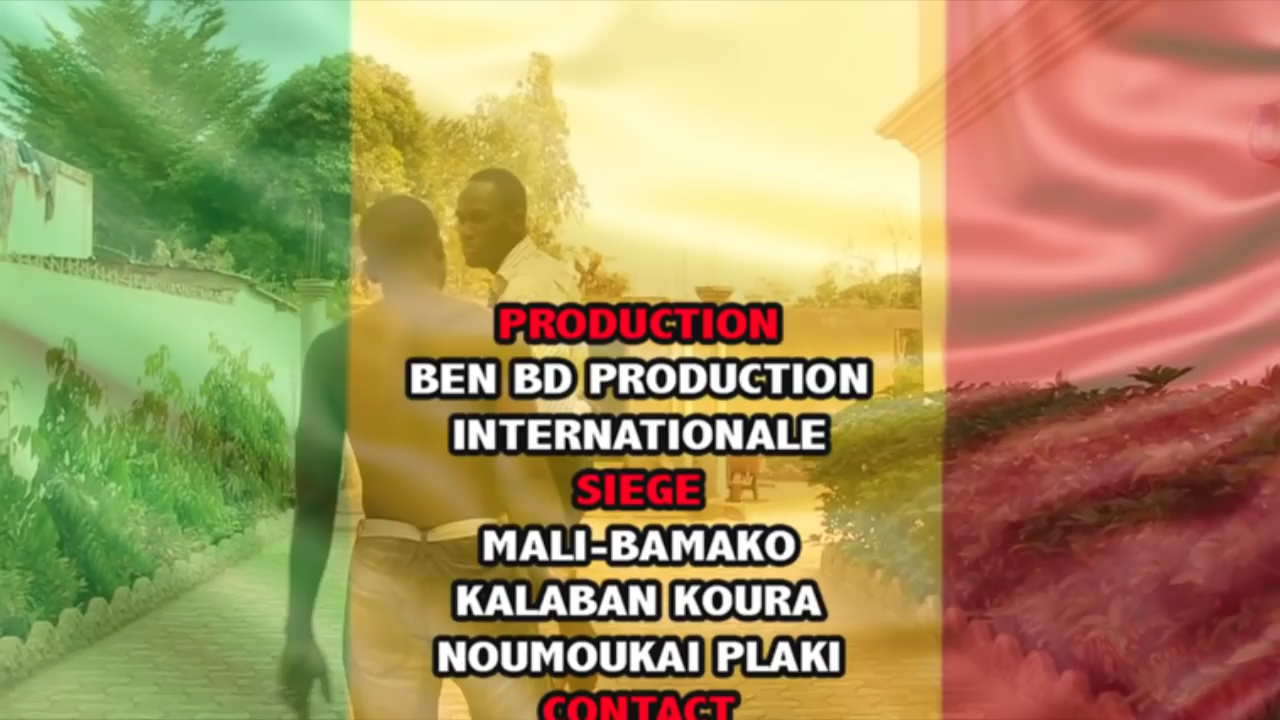 PRODUCTION
BEN BD PRODUCTION
INTERNATIONALE
SIEGE
MALI-BAMAKO
KALABAN KOURA
NOUMOUKAI PLAKI
CONTACT